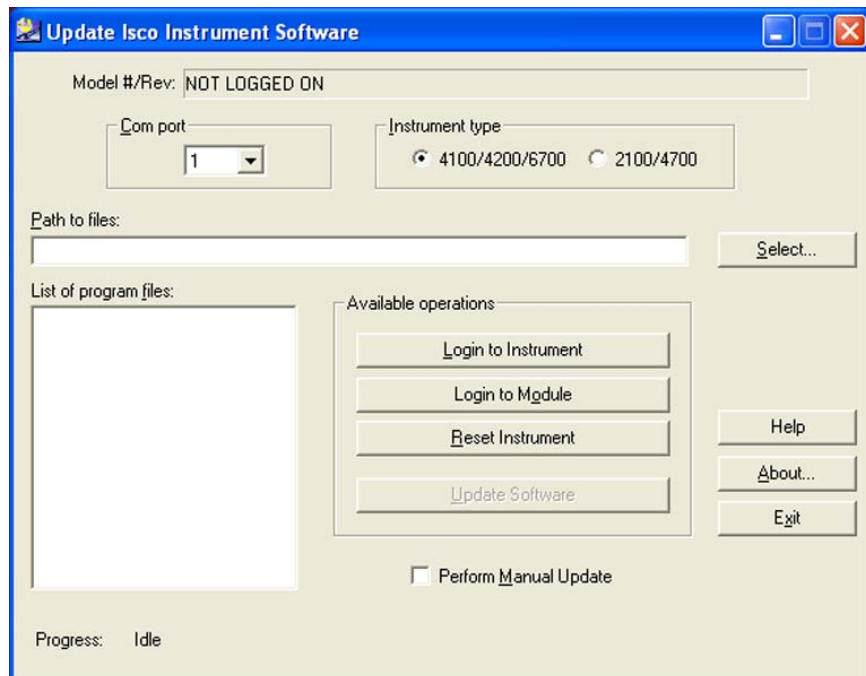 Update Isco Instrument Software
Model #/Rev: NOT LOGGED ON
Com port
1
Instrument type
4100/4200/6700 2100/4700
Path to files:
Select...
List of program files:
Available operations
Login to Instrument
Login to Module
Reset Instrument
Update Software
Help
About...
Exit
Perform Manual Update
Progress: Idle